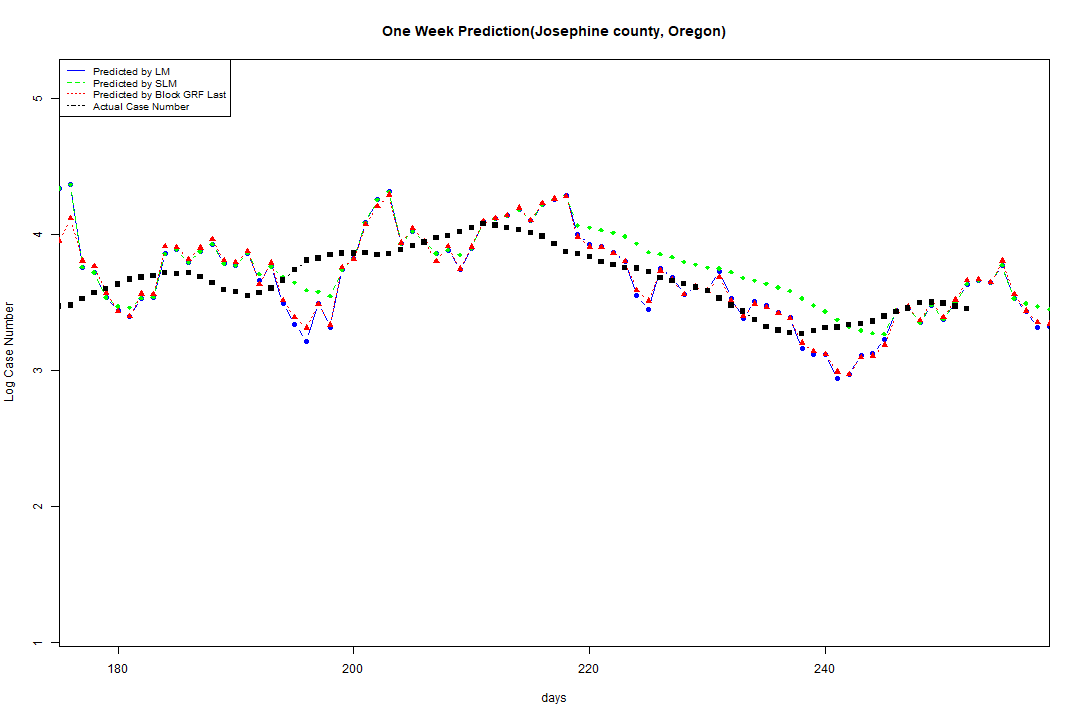 One Week Prediction(Josephine county, Oregon)
Predicted by LM
Predicted by SLM
Predicted by Block GRF Last
Actual Case Number
5
4
3
2
1
Log Case Number
180
200
220
240
days